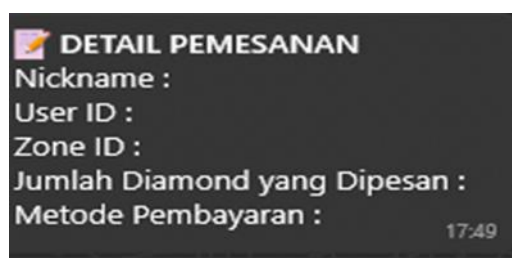 📝 DETAIL PEMESANAN
Nickname :
User ID :
Zone ID :
Jumlah Diamond yang Dipesan :
Metode Pembayaran :
17:49